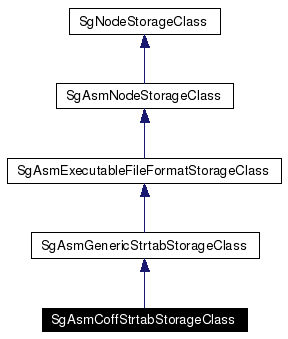 SgNodeStorageClass
SgAsmNodeStorageClass
SgAsmExecutableFileFormatStorageClass
SgAsmGenericStrtabStorageClass
SgAsmCoffStrtabStorageClass